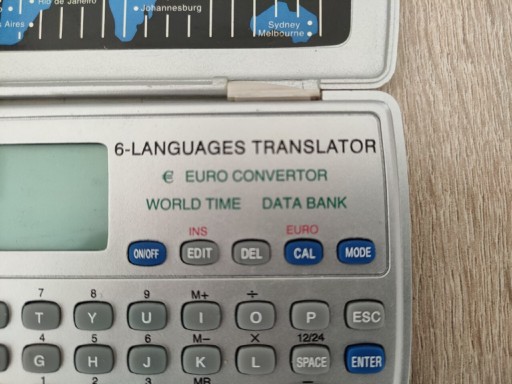 Rio de Janeiro
Aires
Johannesburg
Sydney
Melbourne
6-LANGUAGES TRANSLATOR
€ EURO CONVERTOR
WORLD TIME DATA BANK
INS EURO
ON/OFF EDIT DEL CAL MODE
7 8 9 M+ ÷
T Y U I O P ESC
4 5 6 M− × 12/24
G H J K L SPACE ENTER
1 2 3 MR −